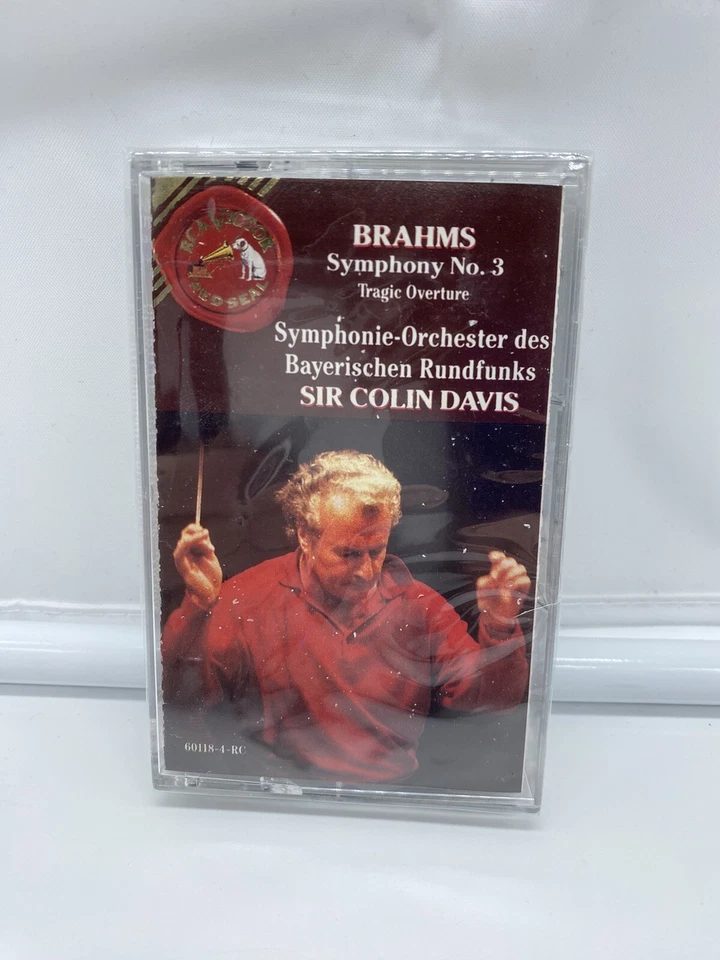 RCA VICTOR
RED SEAL
BRAHMS
Symphony No. 3
Tragic Overture
Symphonie-Orchester des
Bayerischen Rundfunks
SIR COLIN DAVIS
60118-4-RC